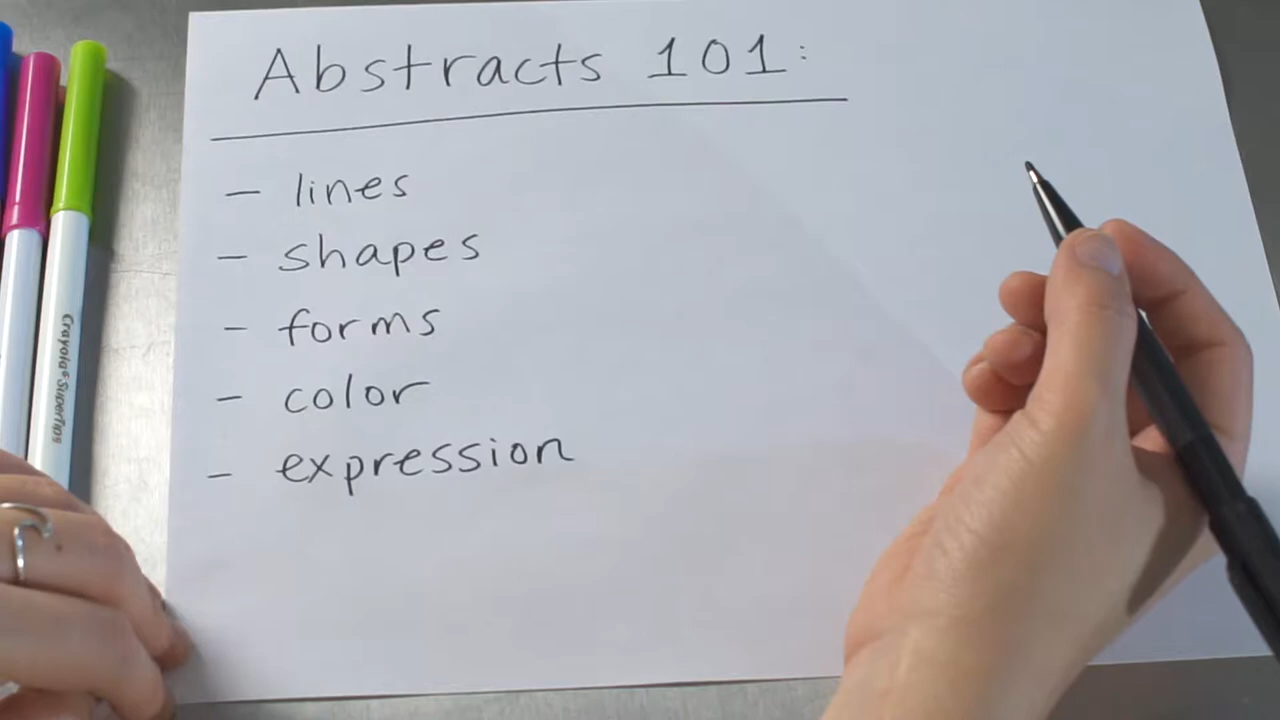 Abstracts 101:
- lines
- shapes
- forms
- color
- expression
Crayola SuperTips